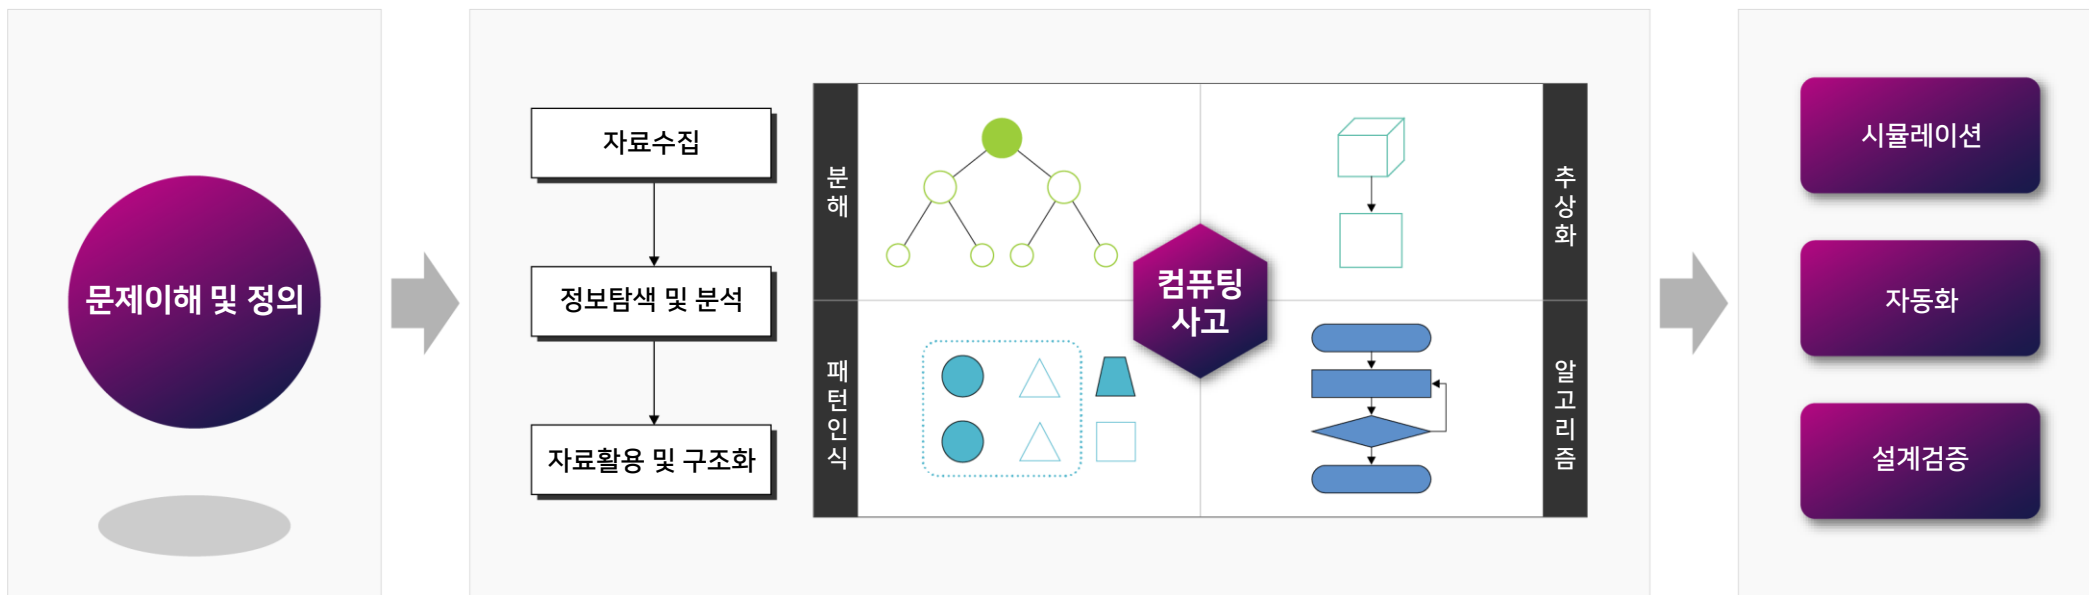 문제이해 및 정의
자료수집
정보탐색 및 분석
자료활용 및 구조화
분해
추상화
컴퓨팅
사고
패턴인식
알고리즘
시뮬레이션
자동화
설계검증